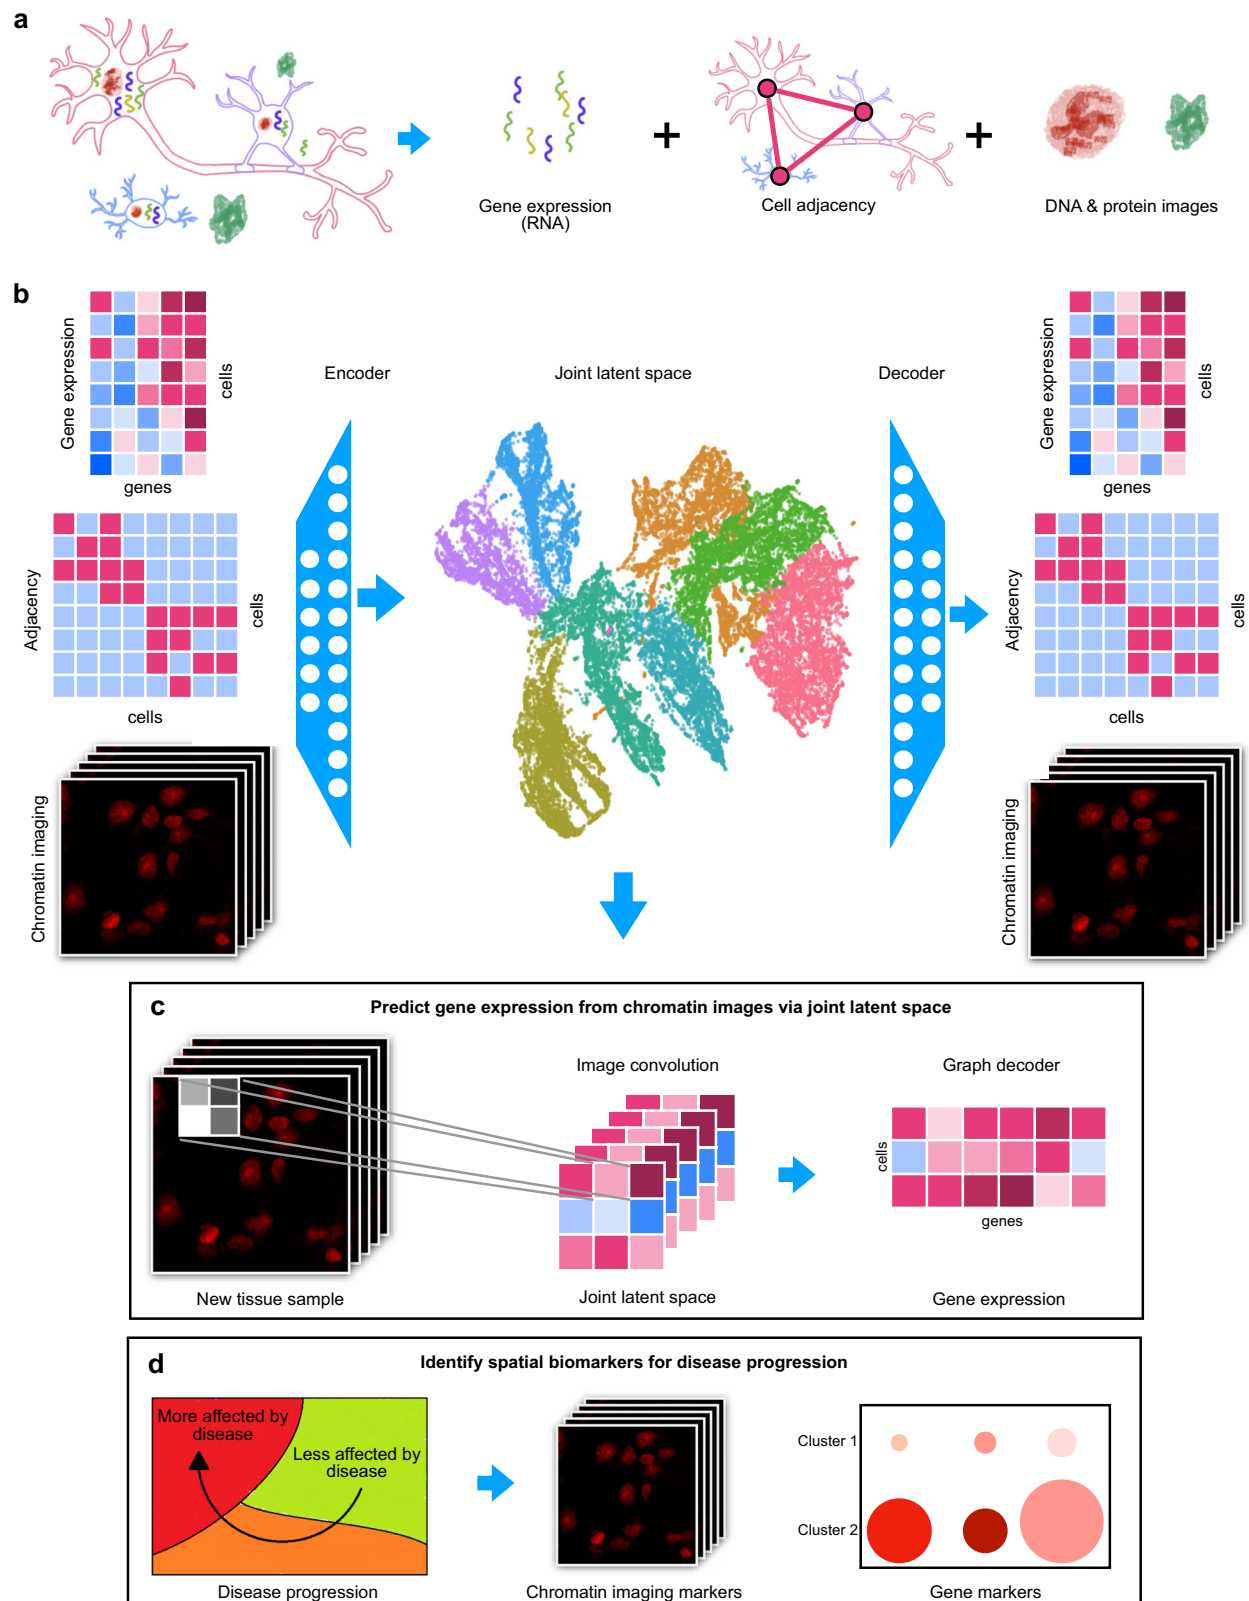 a
Gene expression
(RNA)
Cell adjacency
DNA & protein images
b
Gene expression
cells
genes
Encoder
Joint latent space
Decoder
Gene expression
cells
genes
Adjacency
cells
cells
Adjacency
cells
cells
Chromatin imaging
Chromatin imaging
c
Predict gene expression from chromatin images via joint latent space
Image convolution
Graph decoder
cells
genes
New tissue sample
Joint latent space
Gene expression
d
Identify spatial biomarkers for disease progression
More affected by
disease
Less affected by
disease
Cluster 1
Cluster 2
Disease progression
Chromatin imaging markers
Gene markers